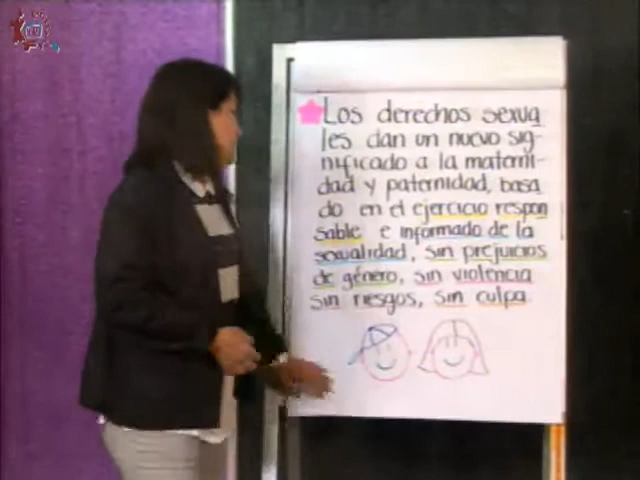 Los derechos sexua
les dan un nuevo sig-
nificado a la materni-
dad y paternidad, basa
do en el ejercicio respon
sable e informado de la
sexualidad, sin prejuicios
de género, sin violencia
sin riesgos, sin culpa.